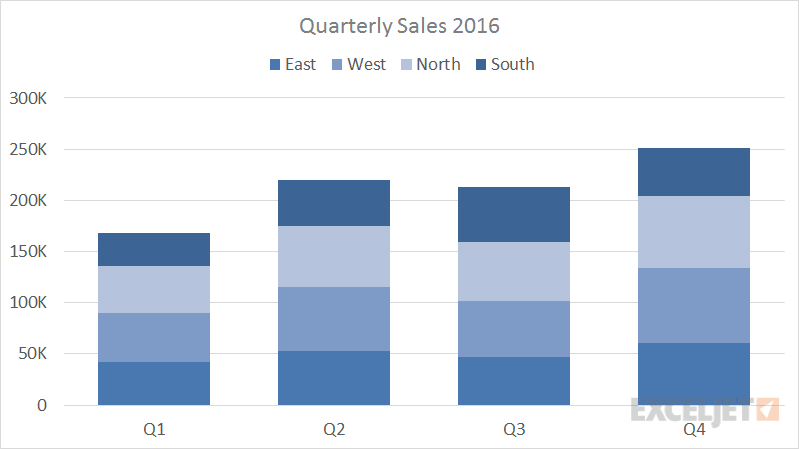 Quarterly Sales 2016
East West North South
300K
250K
200K
150K
100K
50K
0
Q1 Q2 Q3 Q4
EXCELJET